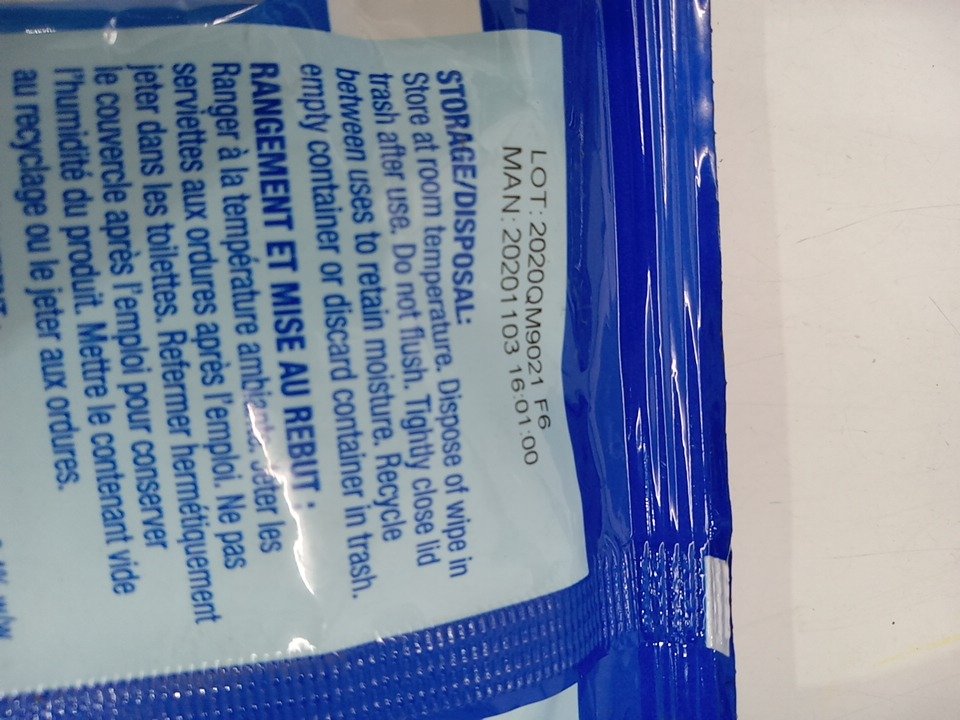 LOT: 2020QM9021 F6
MAN: 20201103 16:01:00
STORAGE/DISPOSAL:
Store at room temperature. Dispose of wipe in
trash after use. Do not flush. Tightly close lid
between uses to retain moisture. Recycle
empty container or discard container in trash.
RANGEMENT ET MISE AU REBUT :
Ranger à la température ambiante. Jeter les
serviettes aux ordures après l'emploi. Ne pas
jeter dans les toilettes. Refermer hermétiquement
le couvercle après l'emploi pour conserver
l'humidité du produit. Mettre le contenant vide
au recyclage ou le jeter aux ordures.